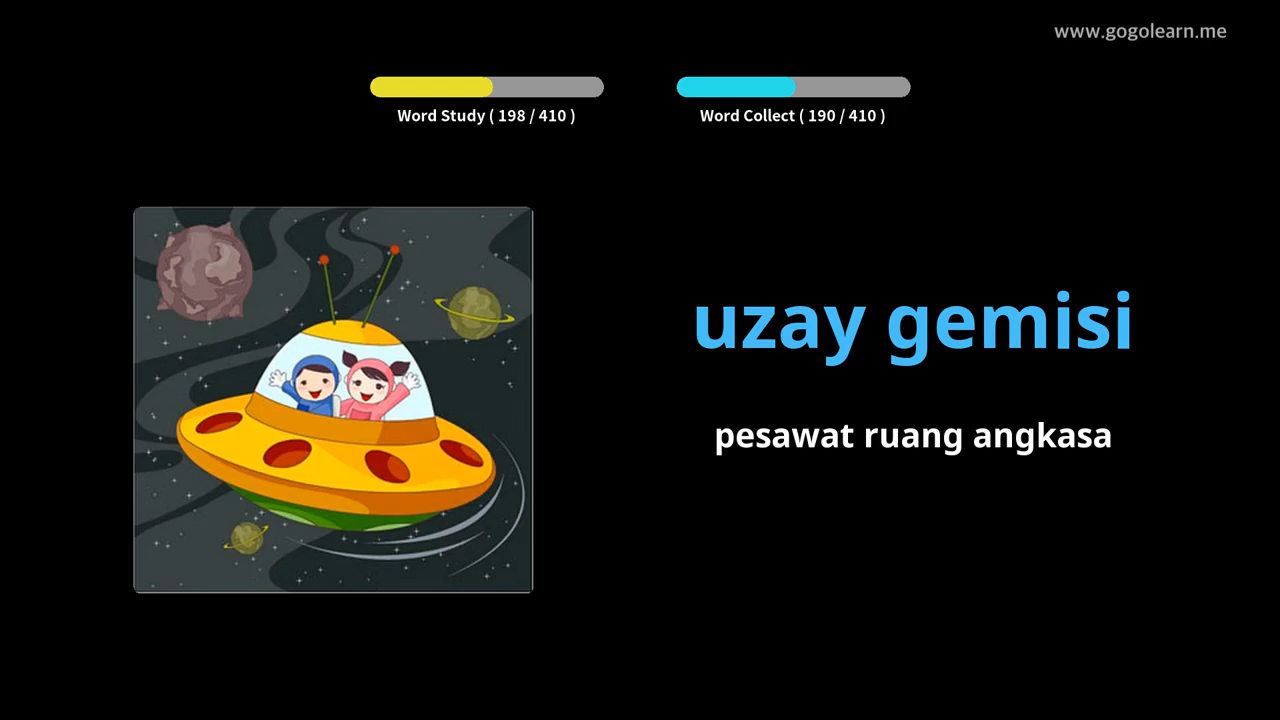 www.gogolearn.me
Word Study ( 198 / 410 )
Word Collect ( 190 / 410 )
uzay gemisi
pesawat ruang angkasa